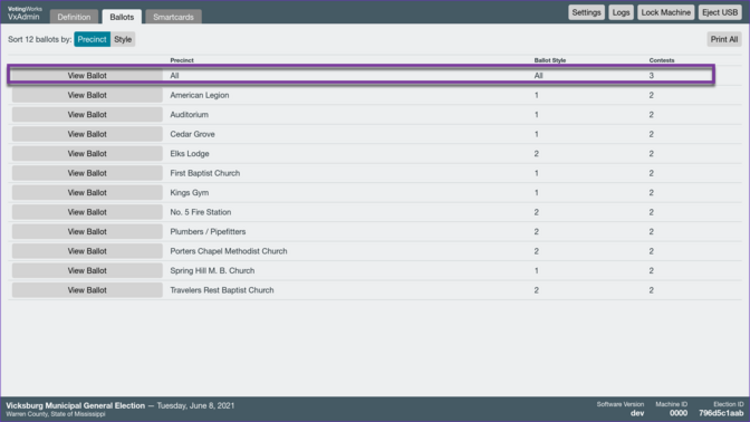 VotingWorks
VxAdmin Definition Ballots Smartcards Settings Logs Lock Machine Eject USB
Sort 12 ballots by: Precinct Style Print All
Precinct Ballot Style Contests
View Ballot All All 3
View Ballot American Legion 1 2
View Ballot Auditorium 1 2
View Ballot Cedar Grove 1 2
View Ballot Elks Lodge 2 2
View Ballot First Baptist Church 1 2
View Ballot Kings Gym 1 2
View Ballot No. 5 Fire Station 2 2
View Ballot Plumbers / Pipefitters 2 2
View Ballot Porters Chapel Methodist Church 2 2
View Ballot Spring Hill M. B. Church 1 2
View Ballot Travelers Rest Baptist Church 2 2
Vicksburg Municipal General Election — Tuesday, June 8, 2021
Warren County, State of Mississippi
Software Version Machine ID Election ID
dev 0000 796d5c1aab